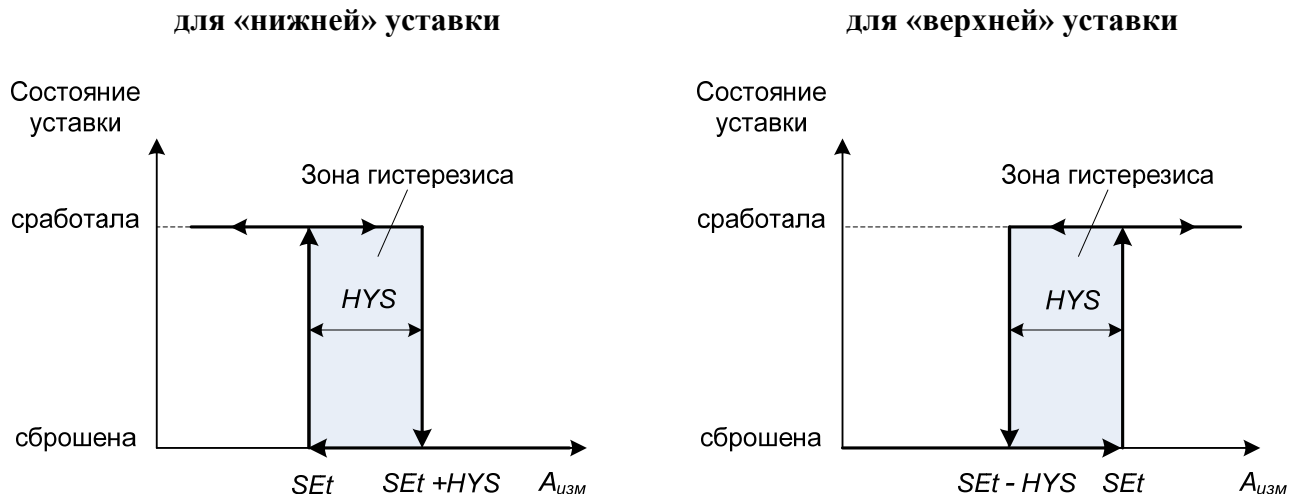 для «нижней» уставки
Состояние
уставки
Зона гистерезиса
сработала
HYS
сброшена
SEt
SEt +HYS
Aизм
для «верхней» уставки
Состояние
уставки
Зона гистерезиса
сработала
HYS
сброшена
SEt - HYS
SEt
Aизм